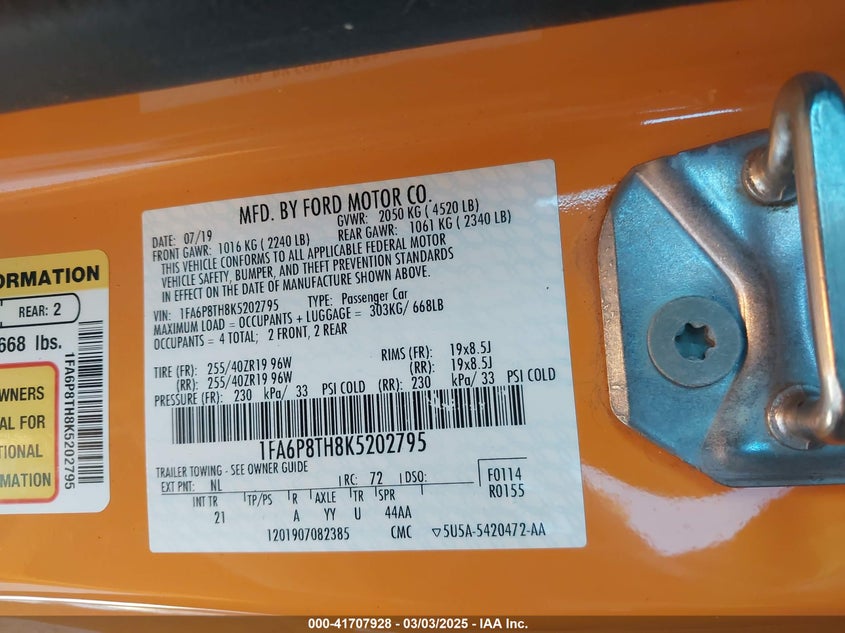 MFD. BY FORD MOTOR CO.
DATE: 07/19 GVWR: 2050 KG ( 4520 LB)
FRONT GAWR: 1016 KG ( 2240 LB) REAR GAWR: 1061 KG ( 2340 LB)
THIS VEHICLE CONFORMS TO ALL APPLICABLE FEDERAL MOTOR
VEHICLE SAFETY, BUMPER, AND THEFT PREVENTION STANDARDS
IN EFFECT ON THE DATE OF MANUFACTURE SHOWN ABOVE.
VIN: 1FA6P8TH8K5202795 TYPE: Passenger Car
MAXIMUM LOAD = OCCUPANTS + LUGGAGE = 303KG/ 668LB
OCCUPANTS = 4 TOTAL; 2 FRONT, 2 REAR
TIRE (FR): 255/40ZR19 96W RIMS (FR): 19x8.5J
(RR): 255/40ZR19 96W (RR): 19x8.5J
PRESSURE (FR): 230 kPa/ 33 PSI COLD (RR): 230 kPa/ 33 PSI COLD
1FA6P8TH8K5202795
TRAILER TOWING - SEE OWNER GUIDE
EXT PNT: NL RC: 72 DSO: F0114
R0155
INT TR TP/PS R AXLE TR SPR
21 A YY U 44AA
1201907082385 CMC ▽5U5A-5420472-AA
FORMATION
REAR: 2
668 lbs.
1FA6P8TH8K5202795
WNERS
AL FOR
TIONAL
RMATION
000-41707928 - 03/03/2025 - IAA Inc.